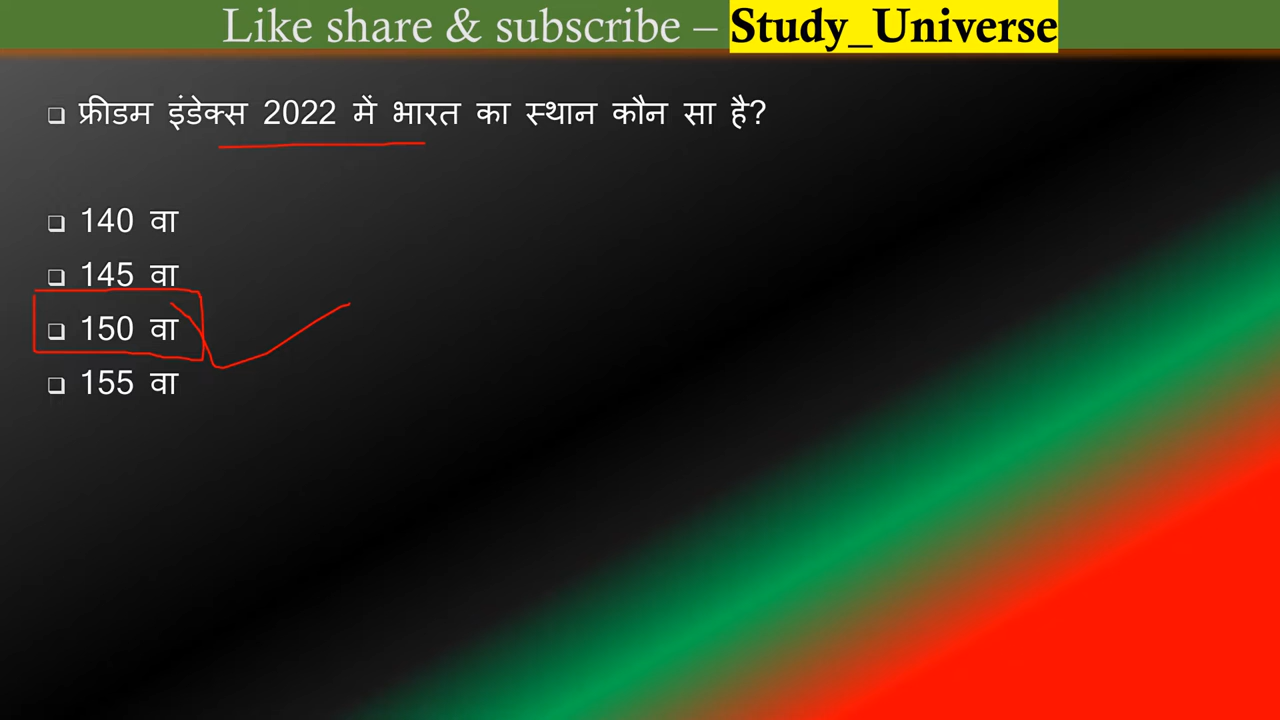 Like share & subscribe – Study_Universe
फ्रीडम इंडेक्स 2022 में भारत का स्थान कौन सा है?
140 वा
145 वा
150 वा
155 वा